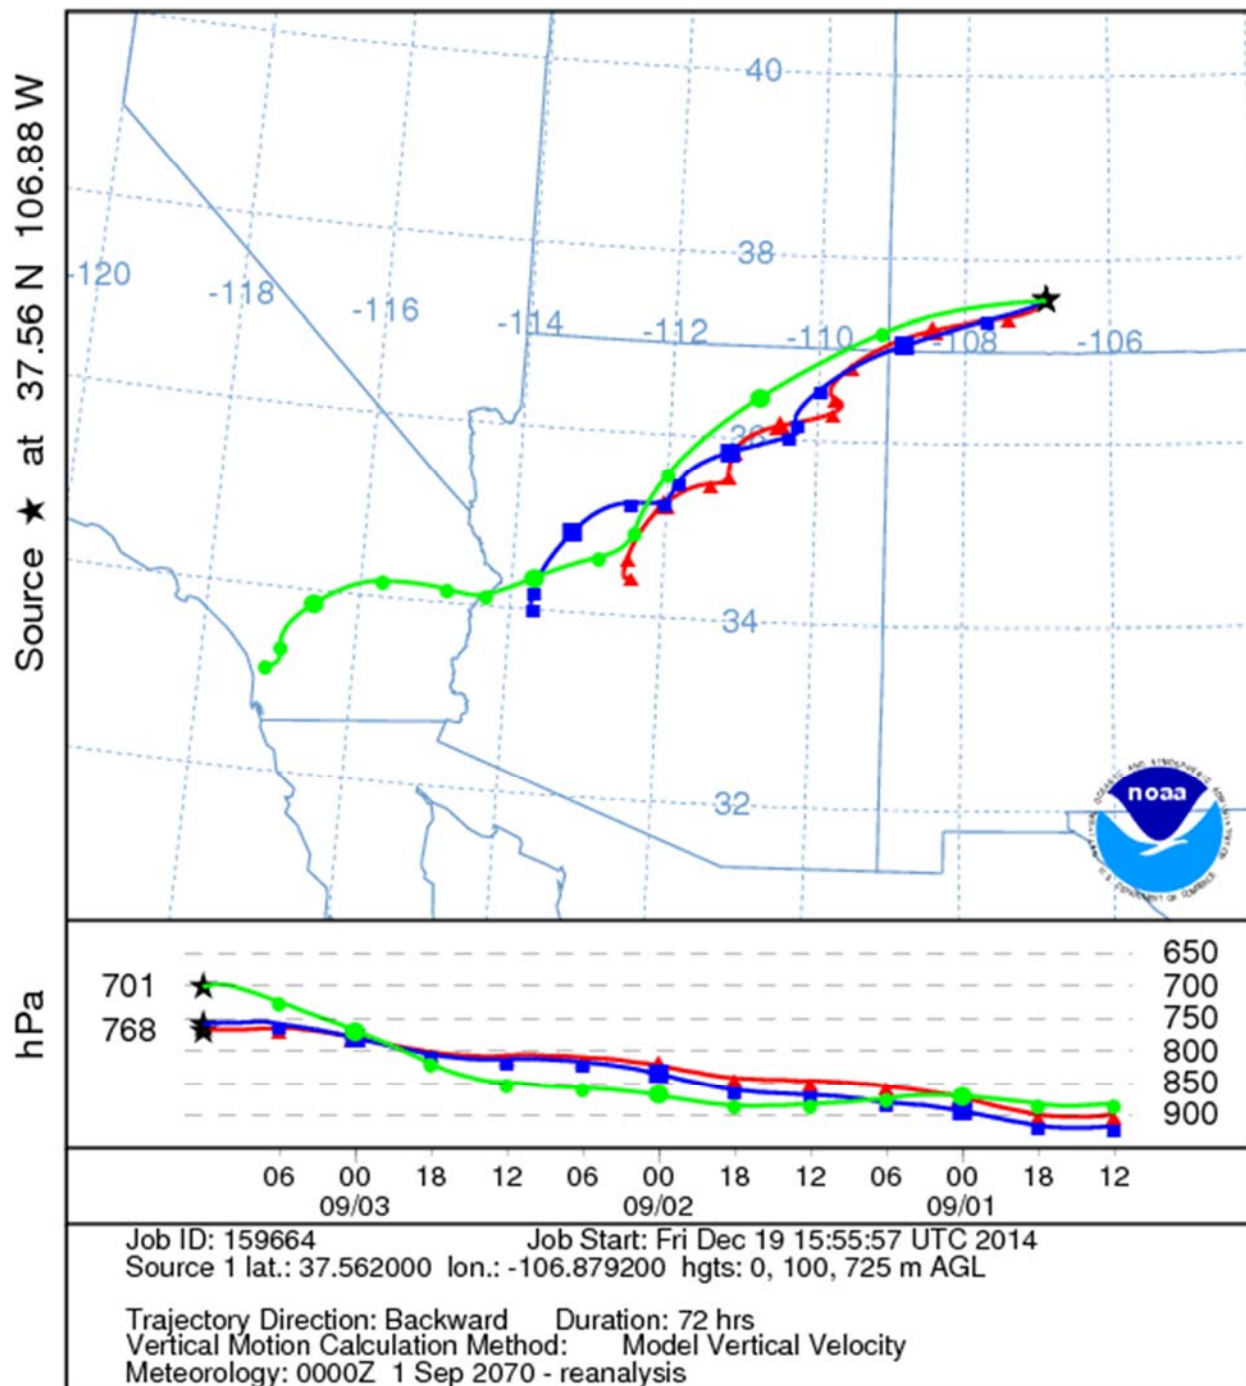 Source ★ at 37.56 N 106.88 W
40
38
-120
-118
-116
-114
-112
-110
-108
-106
34
32
noaa
hPa
701
768
650
700
750
800
850
900
06 00 18 12 06 00 18 12 06 00 18 12
09/03 09/02 09/01
Job ID: 159664 Job Start: Fri Dec 19 15:55:57 UTC 2014
Source 1 lat.: 37.562000 lon.: -106.879200 hgts: 0, 100, 725 m AGL
Trajectory Direction: Backward Duration: 72 hrs
Vertical Motion Calculation Method: Model Vertical Velocity
Meteorology: 0000Z 1 Sep 2070 - reanalysis